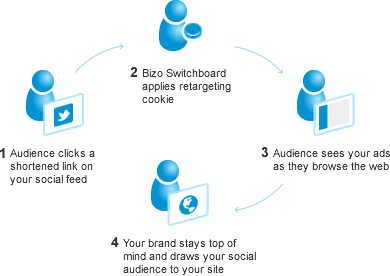 1 Audience clicks a
shortened link on
your social feed
2 Bizo Switchboard
applies retargeting
cookie
3 Audience sees your ads
as they browse the web
4 Your brand stays top of
mind and draws your social
audience to your site